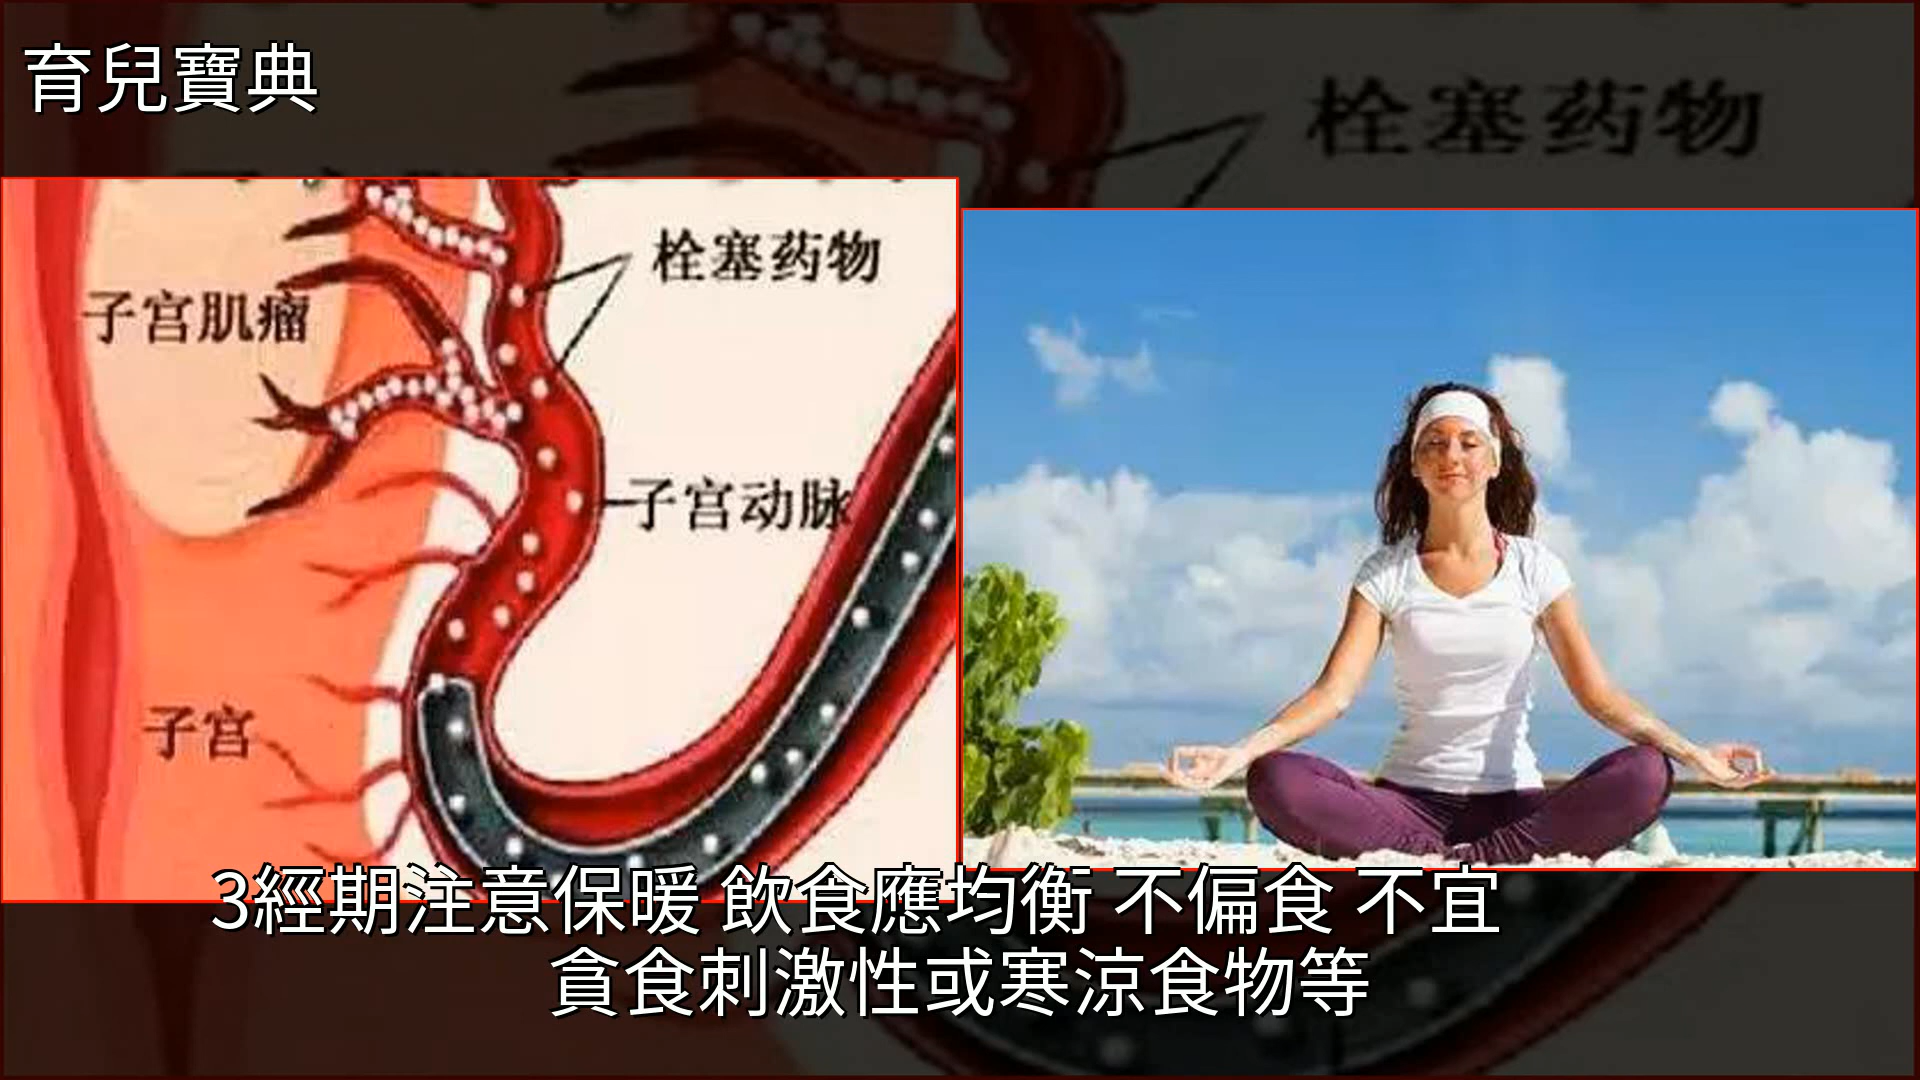 育兒寶典
栓塞药物
栓塞药物
子宫肌瘤
子宫动脉
子宫
3經期注意保暖 飲食應均衡 不偏食 不宜
貪食刺激性或寒涼食物等